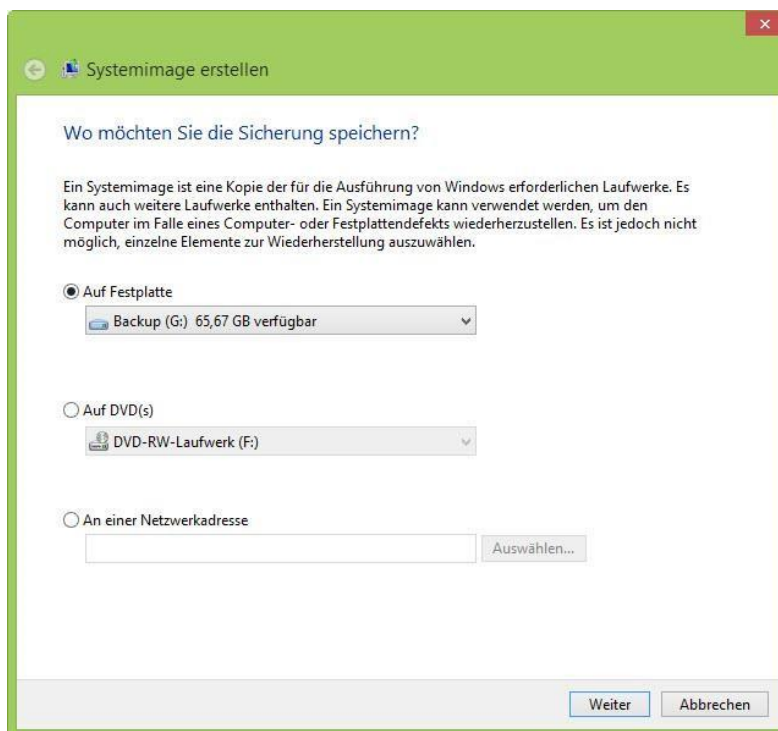 Systemimage erstellen
Wo möchten Sie die Sicherung speichern?
Ein Systemimage ist eine Kopie der für die Ausführung von Windows erforderlichen Laufwerke. Es
kann auch weitere Laufwerke enthalten. Ein Systemimage kann verwendet werden, um den
Computer im Falle eines Computer- oder Festplattendefekts wiederherzustellen. Es ist jedoch nicht
möglich, einzelne Elemente zur Wiederherstellung auszuwählen.
Auf Festplatte
Backup (G:) 65,67 GB verfügbar
Auf DVD(s)
DVD-RW-Laufwerk (F:)
An einer Netzwerkadresse
Auswählen...
Weiter Abbrechen